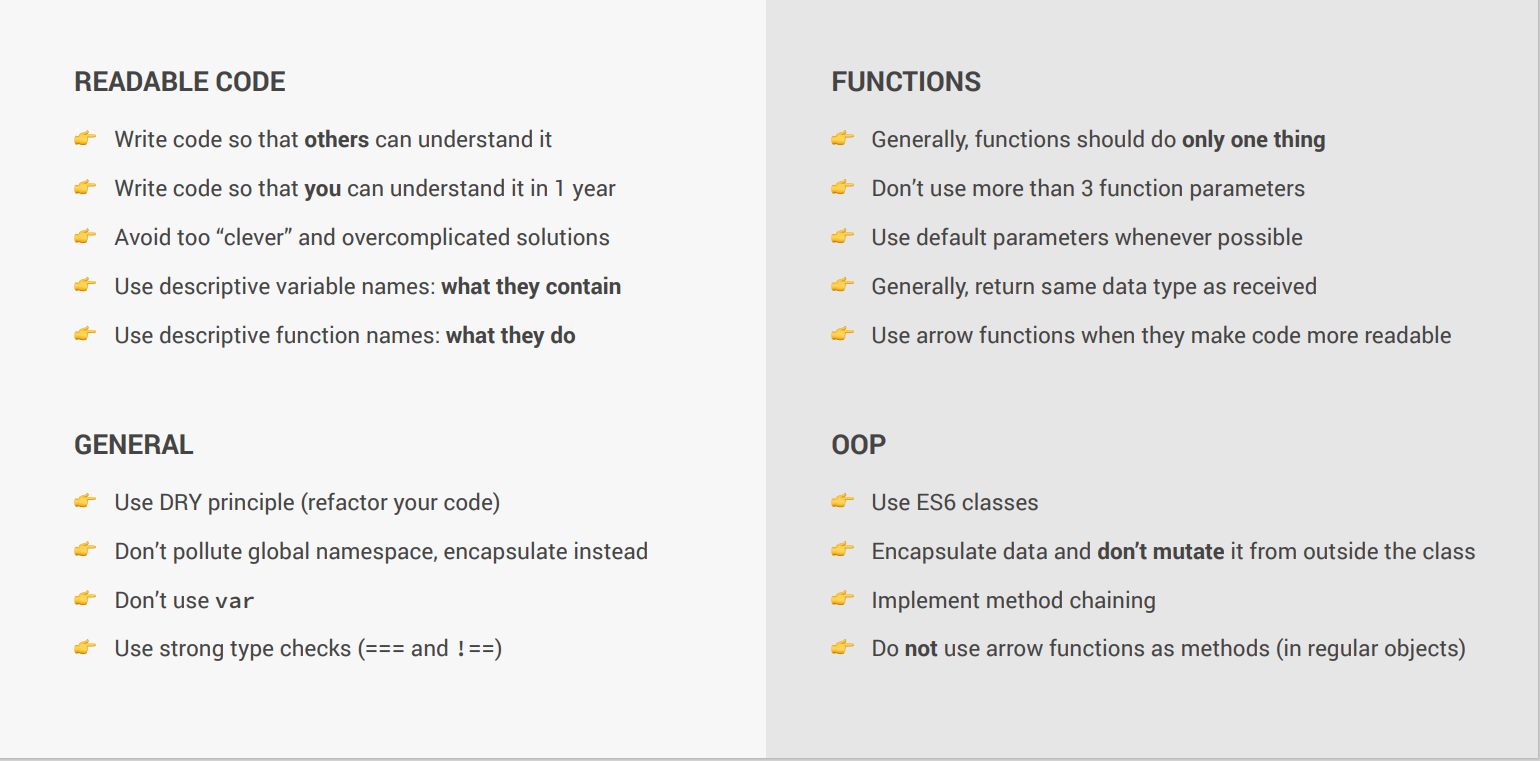 READABLE CODE
👉 Write code so that others can understand it
👉 Write code so that you can understand it in 1 year
👉 Avoid too “clever” and overcomplicated solutions
👉 Use descriptive variable names: what they contain
👉 Use descriptive function names: what they do
GENERAL
👉 Use DRY principle (refactor your code)
👉 Don’t pollute global namespace, encapsulate instead
👉 Don’t use var
👉 Use strong type checks (=== and !==)
FUNCTIONS
👉 Generally, functions should do only one thing
👉 Don’t use more than 3 function parameters
👉 Use default parameters whenever possible
👉 Generally, return same data type as received
👉 Use arrow functions when they make code more readable
OOP
👉 Use ES6 classes
👉 Encapsulate data and don’t mutate it from outside the class
👉 Implement method chaining
👉 Do not use arrow functions as methods (in regular objects)